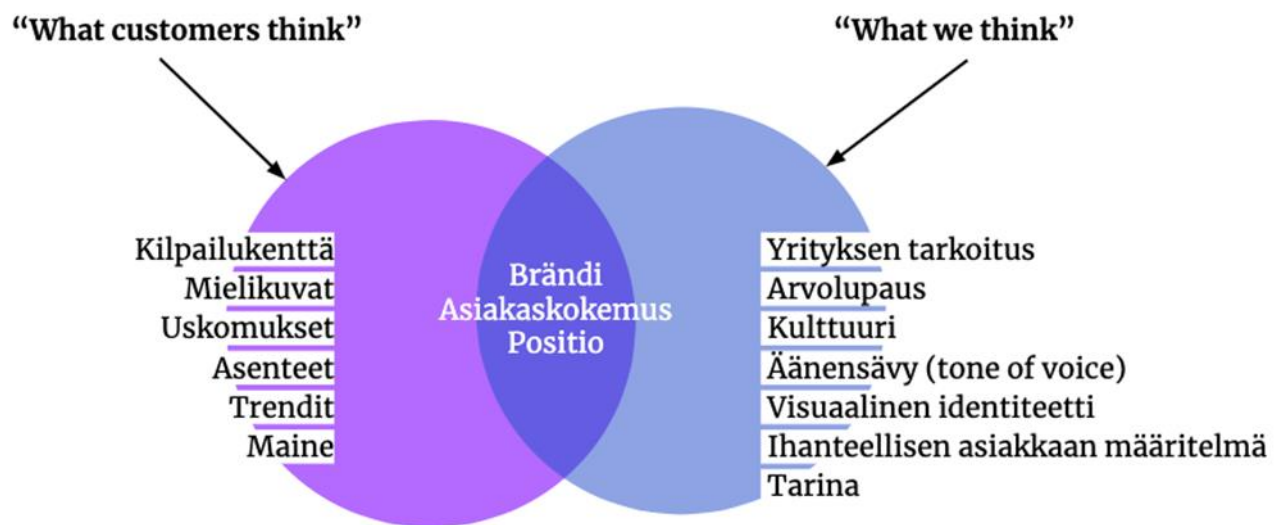 “What customers think”
“What we think”
Kilpailukenttä
Mielikuvat
Uskomukset
Asenteet
Trendit
Maine
Brändi
Asiakaskokemus
Positio
Yrityksen tarkoitus
Arvolupaus
Kulttuuri
Äänensävy (tone of voice)
Visuaalinen identiteetti
Ihanteellisen asiakkaan määritelmä
Tarina